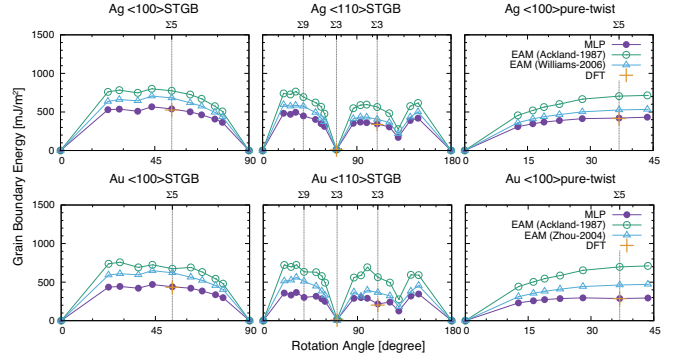 Ag <100>STGB
Ag <110>STGB
Ag <100>pure-twist
Σ5
Σ9
Σ3
Σ3
Σ5
1500
1000
500
0
MLP
EAM (Ackland-1987)
EAM (Williams-2006)
DFT
0
45
90
0
90
180
0
15
30
45
Au <100>STGB
Au <110>STGB
Au <100>pure-twist
Σ5
Σ9
Σ3
Σ3
Σ5
1500
1000
500
0
MLP
EAM (Ackland-1987)
EAM (Zhou-2004)
DFT
0
45
90
0
90
180
0
15
30
45
Grain Boundary Energy [mJ/m²]
Rotation Angle [degree]